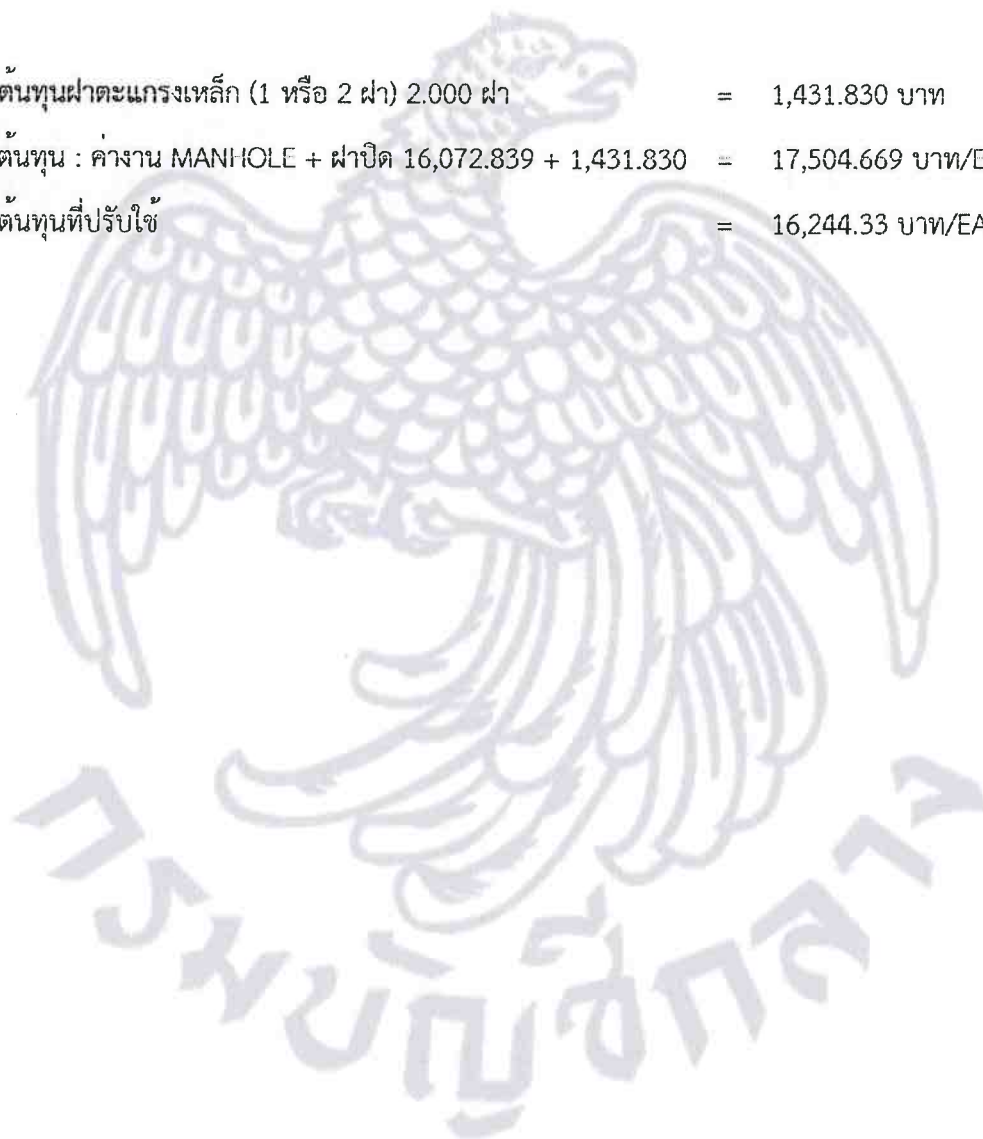 ต้นทุนฝาตะแกรงเหล็ก (1 หรือ 2 ฝา) 2.000 ฝา = 1,431.830 บาท
ต้นทุน : ค่างาน MANHOLE + ฝาปิด 16,072.839 + 1,431.830 = 17,504.669 บาท/E
ต้นทุนที่ปรับใช้ = 16,244.33 บาท/EA
กรมบัญชีกลาง